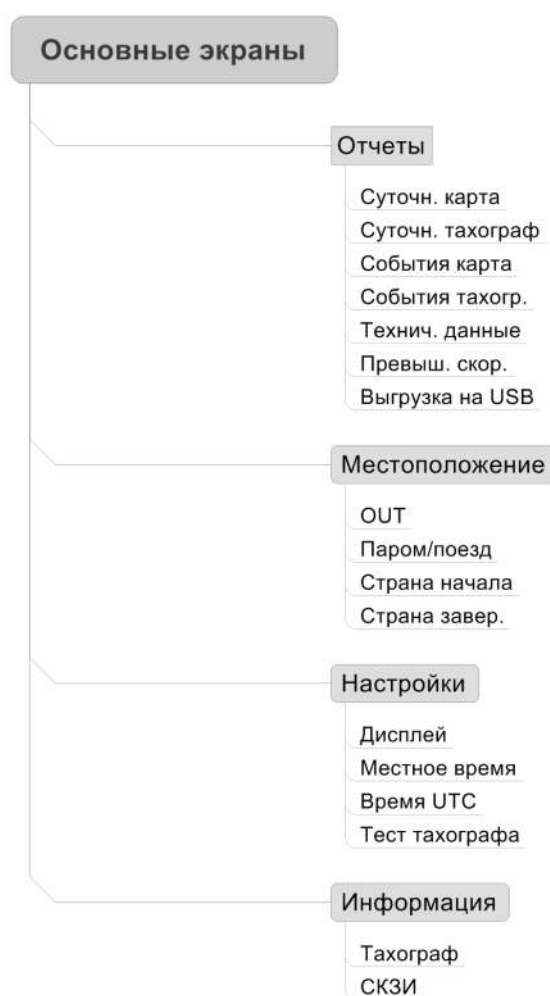 Основные экраны
Отчеты
Суточн. карта
Суточн. тахограф
События карта
События тахогр.
Технич. данные
Превыш. скор.
Выгрузка на USB
Местоположение
OUT
Паром/поезд
Страна начала
Страна завер.
Настройки
Дисплей
Местное время
Время UTC
Тест тахографа
Информация
Тахограф
СКЗИ